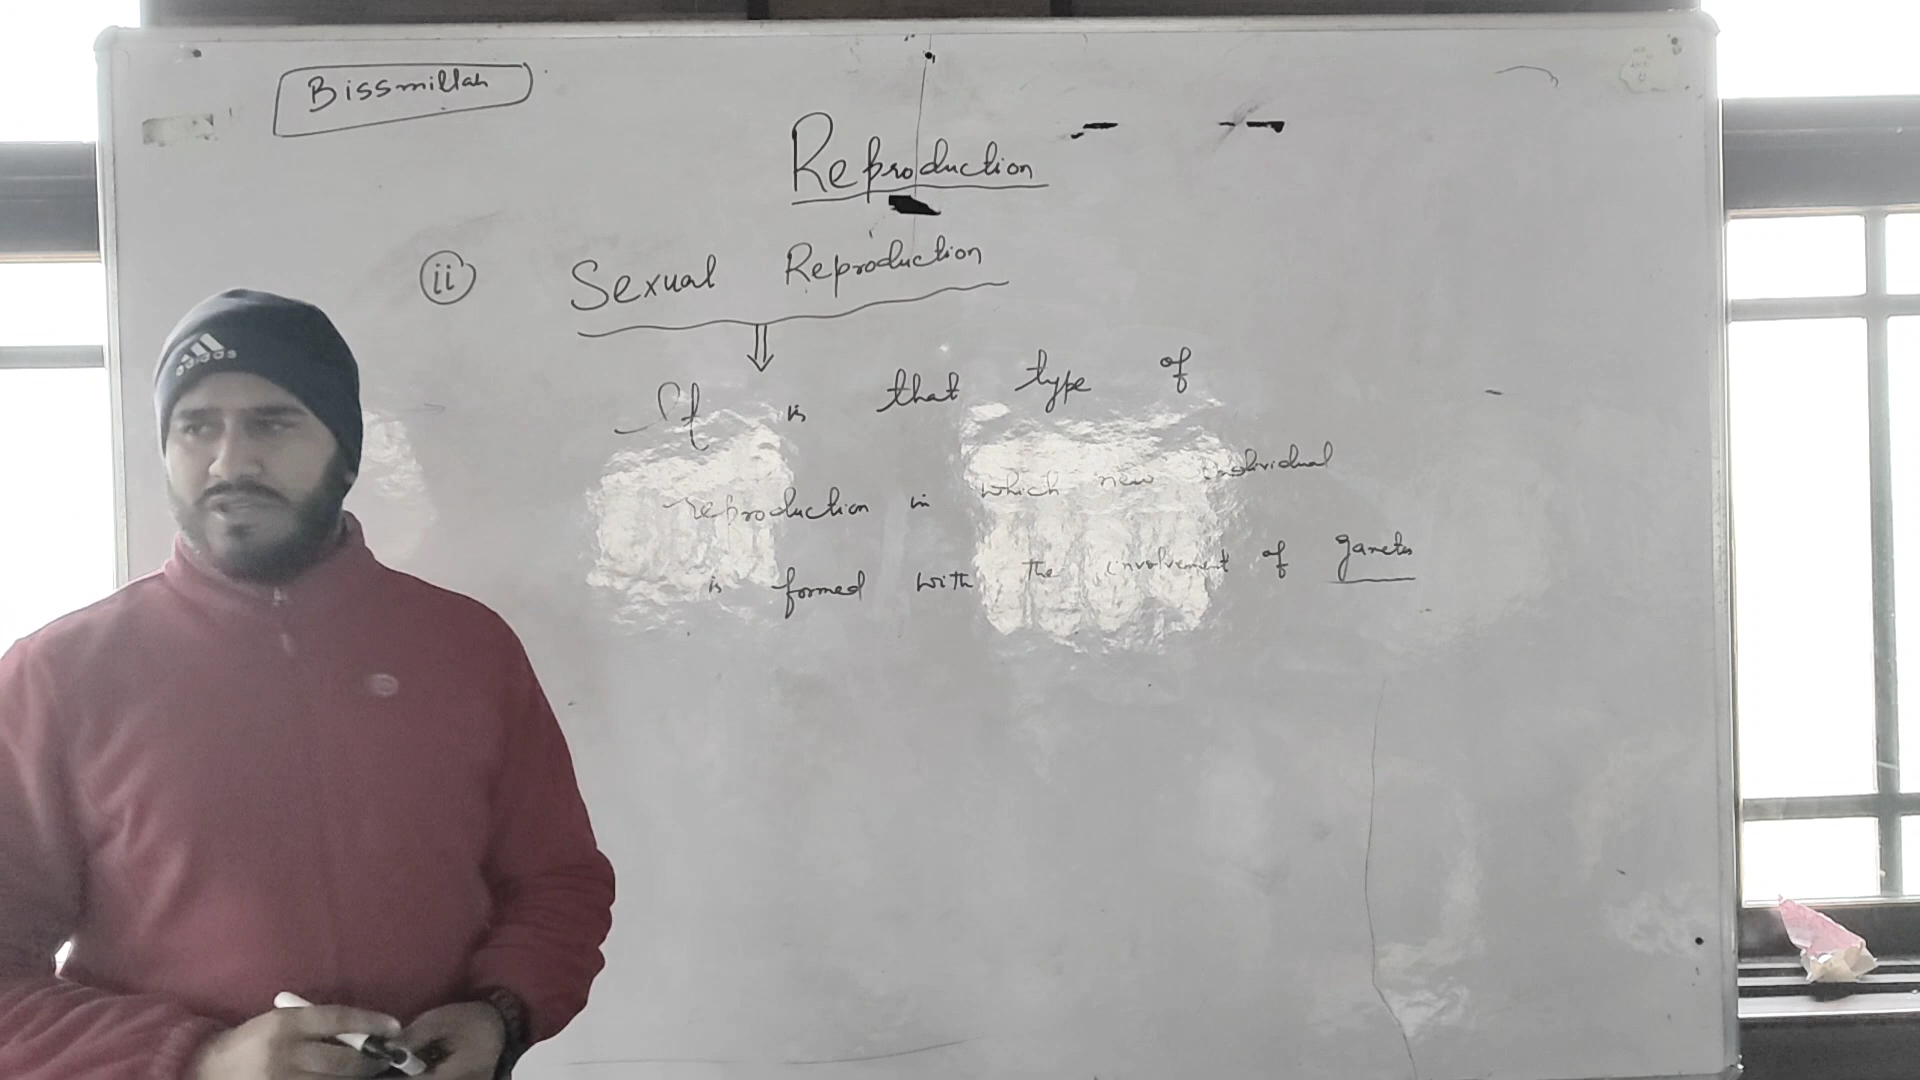 Bissmillah
Reproduction
ii Sexual Reproduction
It is that type of
reproduction in which new individual
is formed with the involvement of gametes
adidas